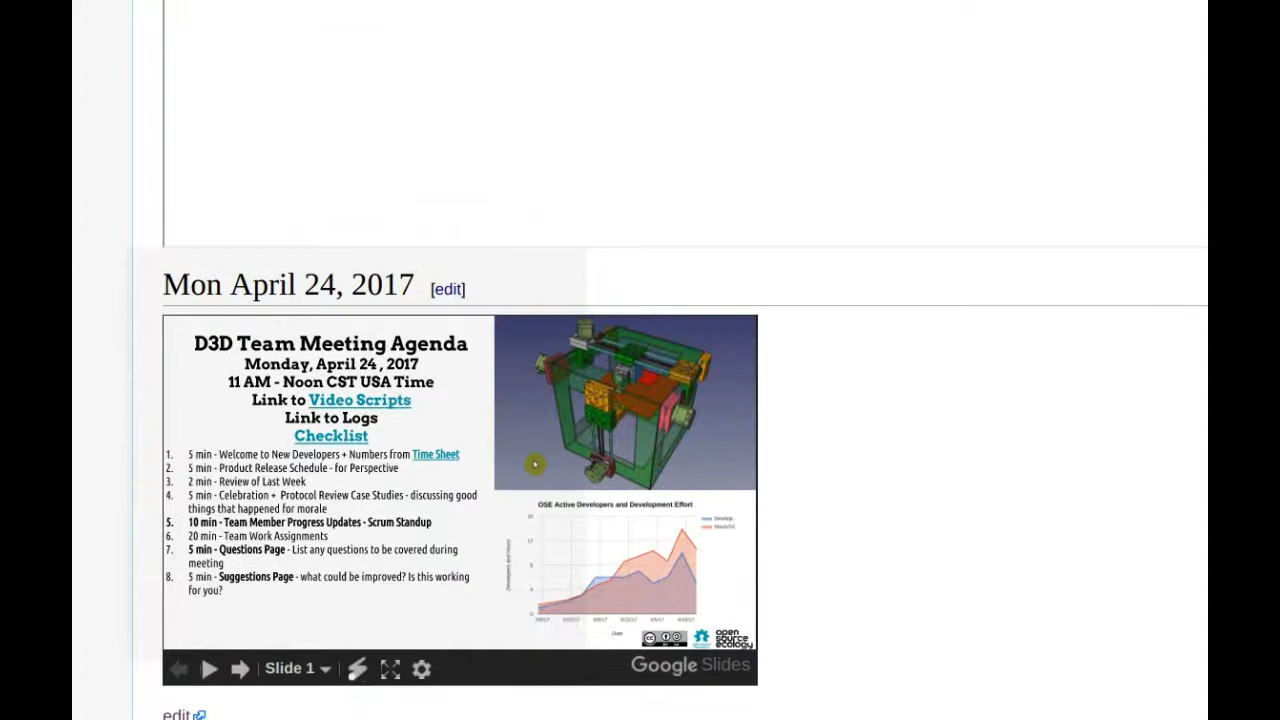 Mon April 24, 2017 [edit]
D3D Team Meeting Agenda
Monday, April 24 , 2017
11 AM - Noon CST USA Time
Link to Video Scripts
Link to Logs
Checklist
1. 5 min - Welcome to New Developers + Numbers from Time Sheet
2. 5 min - Product Release Schedule - for Perspective
3. 2 min - Review of Last Week
4. 5 min - Celebration + Protocol Review Case Studies - discussing good
things that happened for morale
5. 10 min - Team Member Progress Updates - Scrum Standup
6. 20 min - Team Work Assignments
7. 5 min - Questions Page - List any questions to be covered during
meeting
8. 5 min - Suggestions Page - what could be improved? Is this working
for you?
OSE Active Developers and Development Effort
Developers and Hours
Date
open
source
ecology
Slide 1
Google Slides
edit